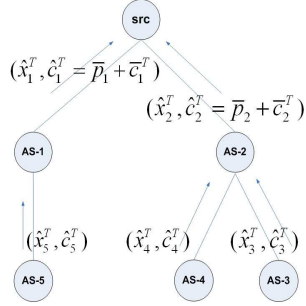 src
(x̂₁ᵀ, ĉ₁ᵀ = p̅₁ + c̅₁ᵀ)
(x̂₂ᵀ, ĉ₂ᵀ = p̅₂ + c̅₂ᵀ)
AS-1 AS-2
(x̂₅ᵀ, ĉ₅ᵀ) (x̂₄ᵀ, ĉ₄ᵀ) (x̂₃ᵀ, ĉ₃ᵀ)
AS-5 AS-4 AS-3